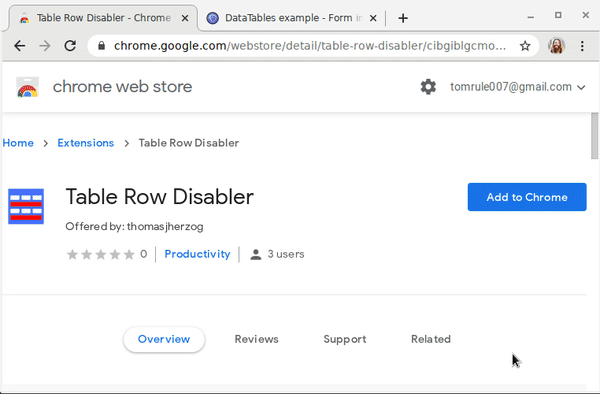 Table Row Disabler - Chrome
DataTables example - Form in
chrome.google.com/webstore/detail/table-row-disabler/cibgiblgcmo...
chrome web store
tomrule007@gmail.com
Home > Extensions > Table Row Disabler
Table Row Disabler
Add to Chrome
Offered by: thomasjherzog
0 | Productivity | 3 users
Overview Reviews Support Related